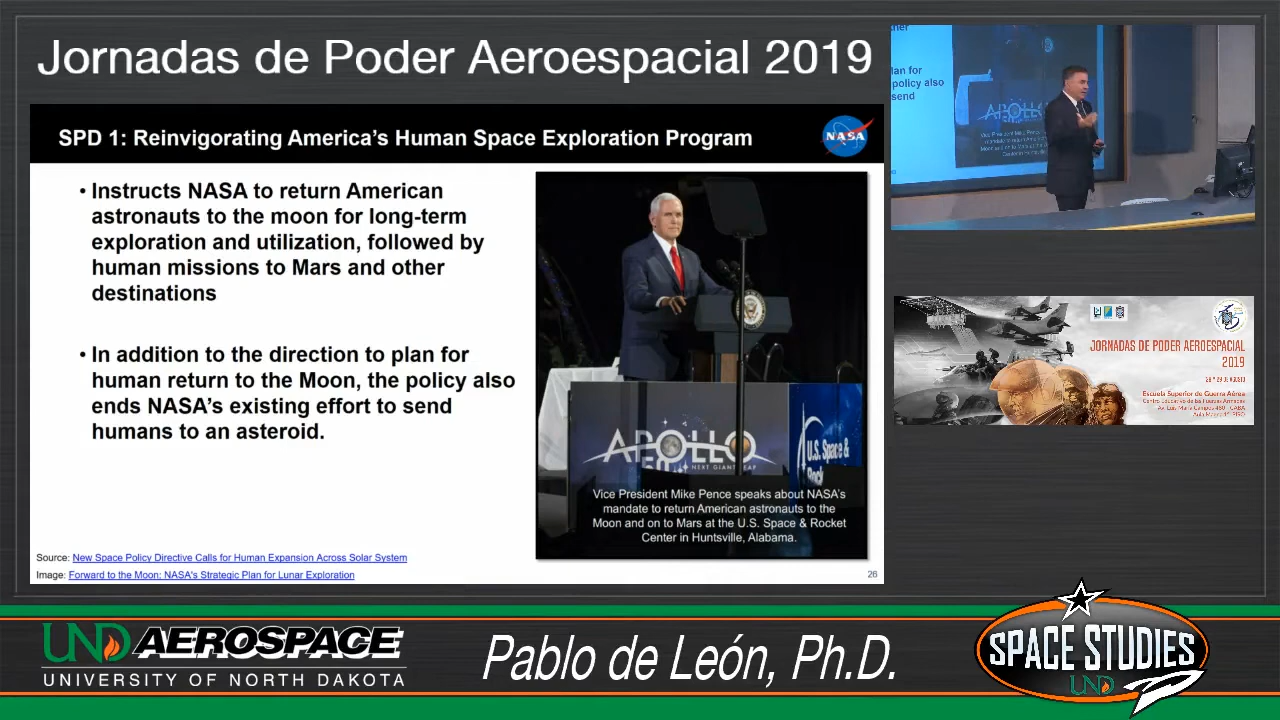 Jornadas de Poder Aeroespacial 2019
SPD 1: Reinvigorating America's Human Space Exploration Program
NASA
• Instructs NASA to return American
astronauts to the moon for long-term
exploration and utilization, followed by
human missions to Mars and other
destinations
• In addition to the direction to plan for
human return to the Moon, the policy also
ends NASA's existing effort to send
humans to an asteroid.
APOLLO
NEXT GIANT LEAP
U.S. Space &
Rock
Vice President Mike Pence speaks about NASA's
mandate to return American astronauts to the
Moon and on to Mars at the U.S. Space & Rocket
Center in Huntsville, Alabama.
Source: New Space Policy Directive Calls for Human Expansion Across Solar System
Image: Forward to the Moon: NASA's Strategic Plan for Lunar Exploration
26
lan for
policy also
send
APOLLO
Vice President Mike Pence
JORNADAS DE PODER AEROESPACIAL
2019
Escuela Superior de Guerra Aérea
UND AEROSPACE
UNIVERSITY OF NORTH DAKOTA
Pablo de León, Ph.D.
SPACE STUDIES
UND